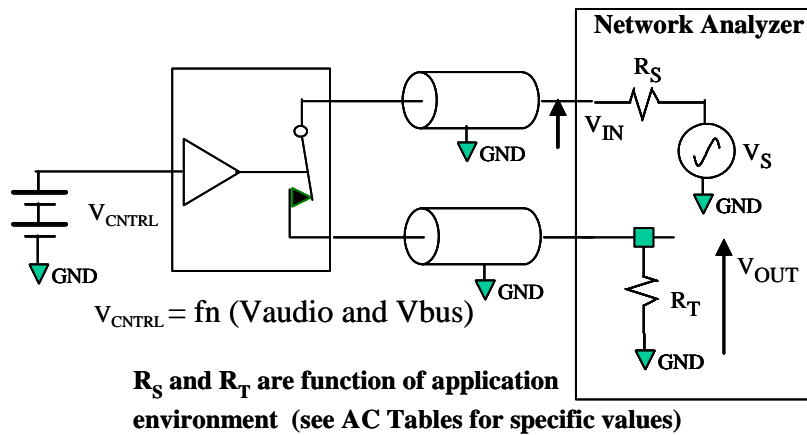 Network Analyzer
R_S
V_IN
GND
V_S
GND
V_CNTRL
GND
GND
V_OUT
R_T
GND
V_CNTRL = fn (Vaudio and Vbus)
R_S and R_T are function of application
environment (see AC Tables for specific values)